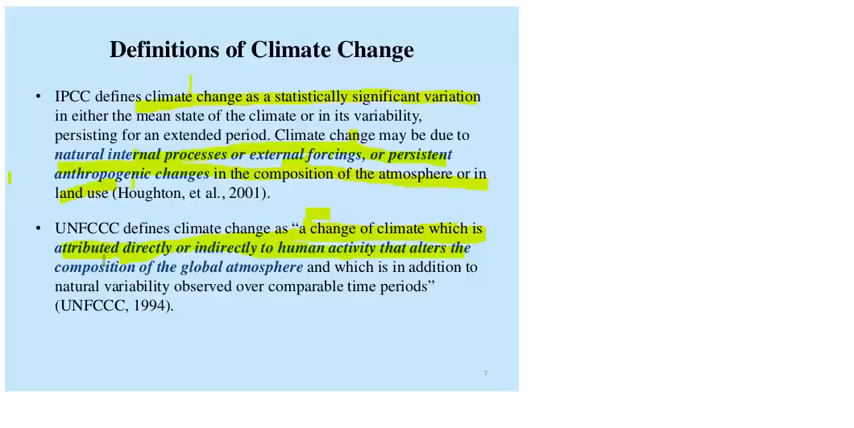 Definitions of Climate Change
• IPCC defines climate change as a statistically significant variation
in either the mean state of the climate or in its variability,
persisting for an extended period. Climate change may be due to
natural internal processes or external forcings, or persistent
anthropogenic changes in the composition of the atmosphere or in
land use (Houghton, et al., 2001).
• UNFCCC defines climate change as “a change of climate which is
attributed directly or indirectly to human activity that alters the
composition of the global atmosphere and which is in addition to
natural variability observed over comparable time periods”
(UNFCCC, 1994).
7